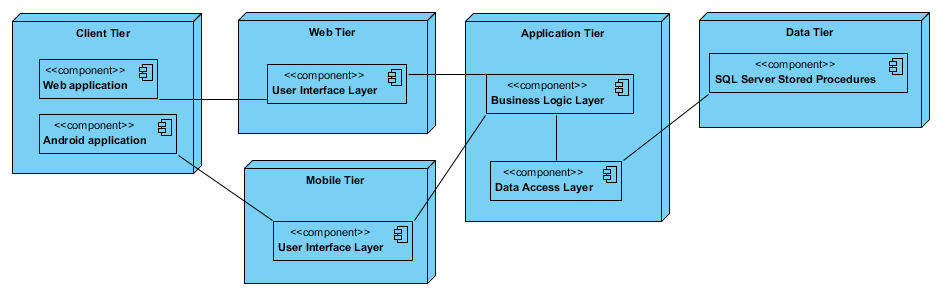 Client Tier
<<component>>
Web application
<<component>>
Android application
Web Tier
<<component>>
User Interface Layer
Mobile Tier
<<component>>
User Interface Layer
Application Tier
<<component>>
Business Logic Layer
<<component>>
Data Access Layer
Data Tier
<<component>>
SQL Server Stored Procedures